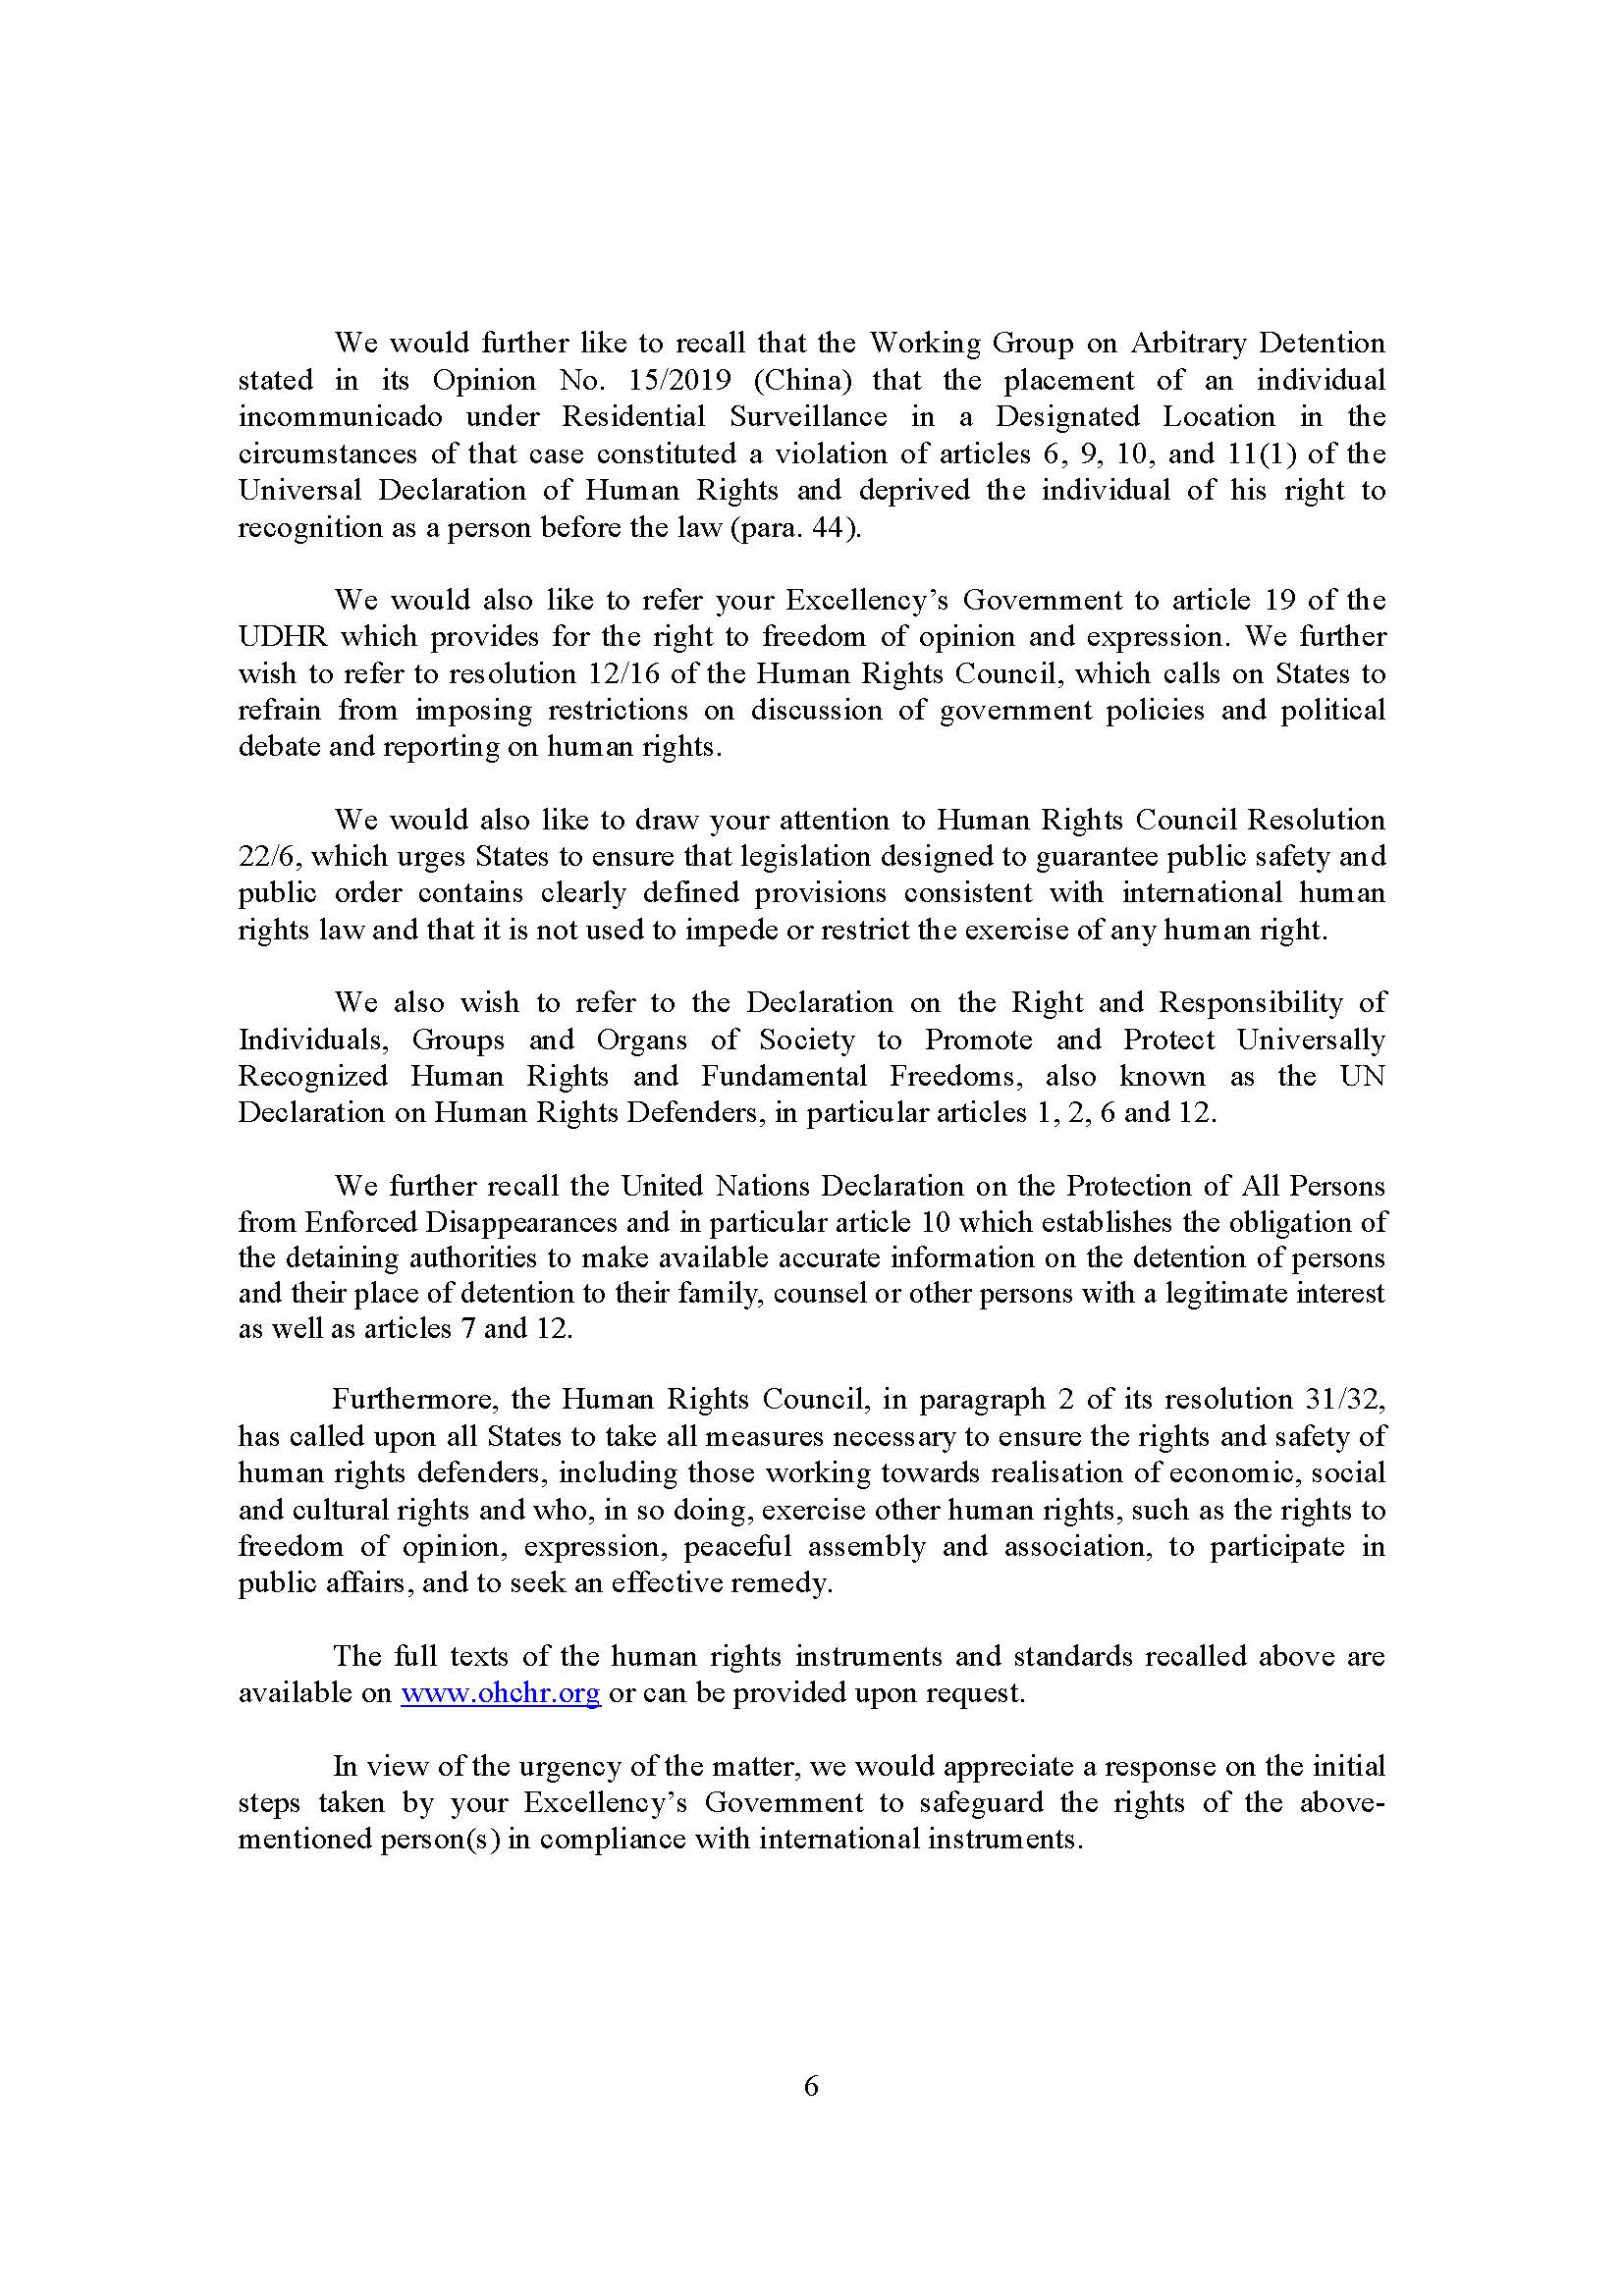 We would further like to recall that the Working Group on Arbitrary Detention
stated in its Opinion No. 15/2019 (China) that the placement of an individual
incommunicado under Residential Surveillance in a Designated Location in the
circumstances of that case constituted a violation of articles 6, 9, 10, and 11(1) of the
Universal Declaration of Human Rights and deprived the individual of his right to
recognition as a person before the law (para. 44).
We would also like to refer your Excellency’s Government to article 19 of the
UDHR which provides for the right to freedom of opinion and expression. We further
wish to refer to resolution 12/16 of the Human Rights Council, which calls on States to
refrain from imposing restrictions on discussion of government policies and political
debate and reporting on human rights.
We would also like to draw your attention to Human Rights Council Resolution
22/6, which urges States to ensure that legislation designed to guarantee public safety and
public order contains clearly defined provisions consistent with international human
rights law and that it is not used to impede or restrict the exercise of any human right.
We also wish to refer to the Declaration on the Right and Responsibility of
Individuals, Groups and Organs of Society to Promote and Protect Universally
Recognized Human Rights and Fundamental Freedoms, also known as the UN
Declaration on Human Rights Defenders, in particular articles 1, 2, 6 and 12.
We further recall the United Nations Declaration on the Protection of All Persons
from Enforced Disappearances and in particular article 10 which establishes the obligation of
the detaining authorities to make available accurate information on the detention of persons
and their place of detention to their family, counsel or other persons with a legitimate interest
as well as articles 7 and 12.
Furthermore, the Human Rights Council, in paragraph 2 of its resolution 31/32,
has called upon all States to take all measures necessary to ensure the rights and safety of
human rights defenders, including those working towards realisation of economic, social
and cultural rights and who, in so doing, exercise other human rights, such as the rights to
freedom of opinion, expression, peaceful assembly and association, to participate in
public affairs, and to seek an effective remedy.
The full texts of the human rights instruments and standards recalled above are
available on www.ohchr.org or can be provided upon request.
In view of the urgency of the matter, we would appreciate a response on the initial
steps taken by your Excellency’s Government to safeguard the rights of the above-
mentioned person(s) in compliance with international instruments.
6